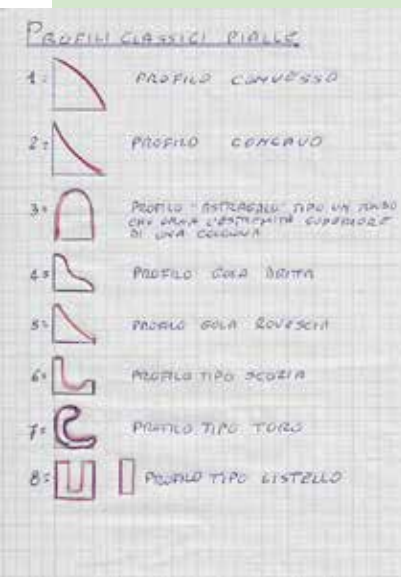 PROFILI CLASSICI PIALLE
1= PROFILO CONVESSO
2= PROFILO CONCAVO
3= PROFILO "ASTRAGALO" TIPO UN TONDO
CHE ORNA L'ESTREMITÀ SUPERIORE
DI UNA COLONNA
4= PROFILO GOLA DRITTA
5= PROFILO GOLA ROVESCIA
6= PROFILO TIPO SCOZIA
7= PROFILO TIPO TORO
8= PROFILO TIPO LISTELLO